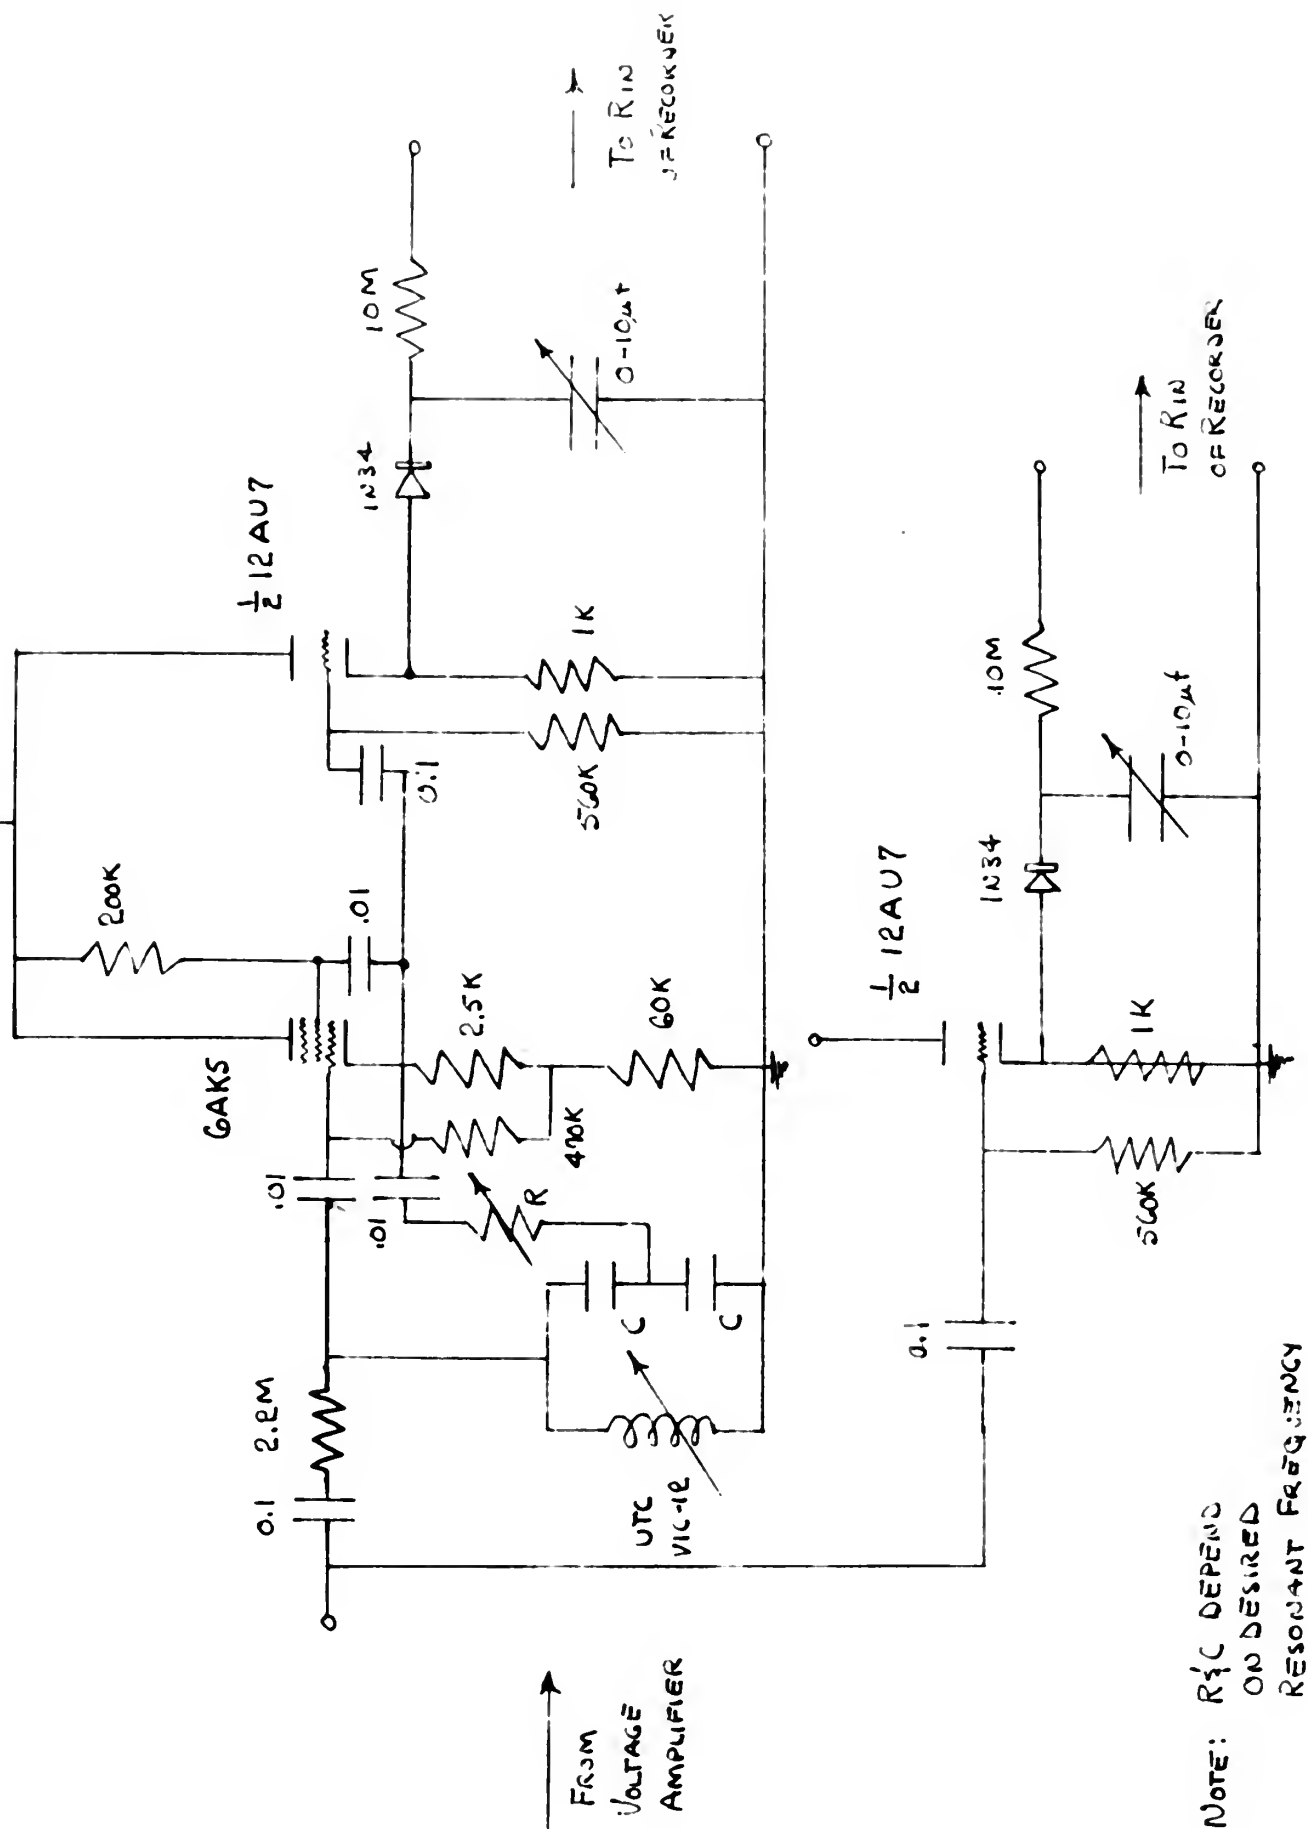 FROM
VOLTAGE
AMPLIFIER
0.1
2.2M
.01
.01
6AK5
200K
.01
1/2 12AU7
1N34
10M
0-10μf
TO RIN
OF RECORDER
R
470K
2.5K
60K
0.1
560K
1K
UTC
VIC-12
C
C
0.1
1/2 12AU7
560K
1K
1N34
10M
0-10μf
TO RIN
OF RECORDER
NOTE: R&C DEPEND
ON DESIRED
RESONANT FREQUENCY